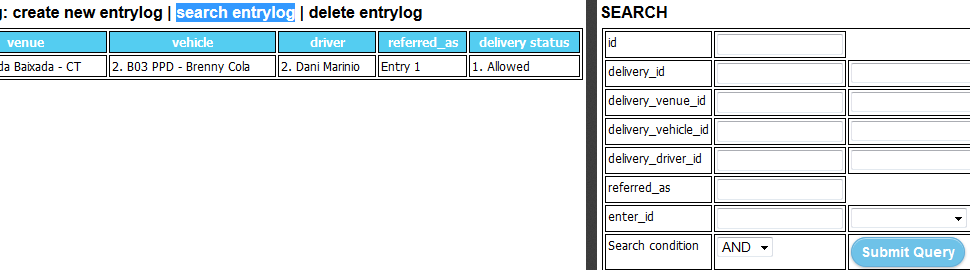 : create new entrylog | search entrylog | delete entrylog
venue vehicle driver referred_as delivery status
da Baixada - CT 2. B03 PPD - Brenny Cola 2. Dani Marinio Entry 1 1. Allowed
SEARCH
id
delivery_id
delivery_venue_id
delivery_vehicle_id
delivery_driver_id
referred_as
enter_id
Search condition AND Submit Query